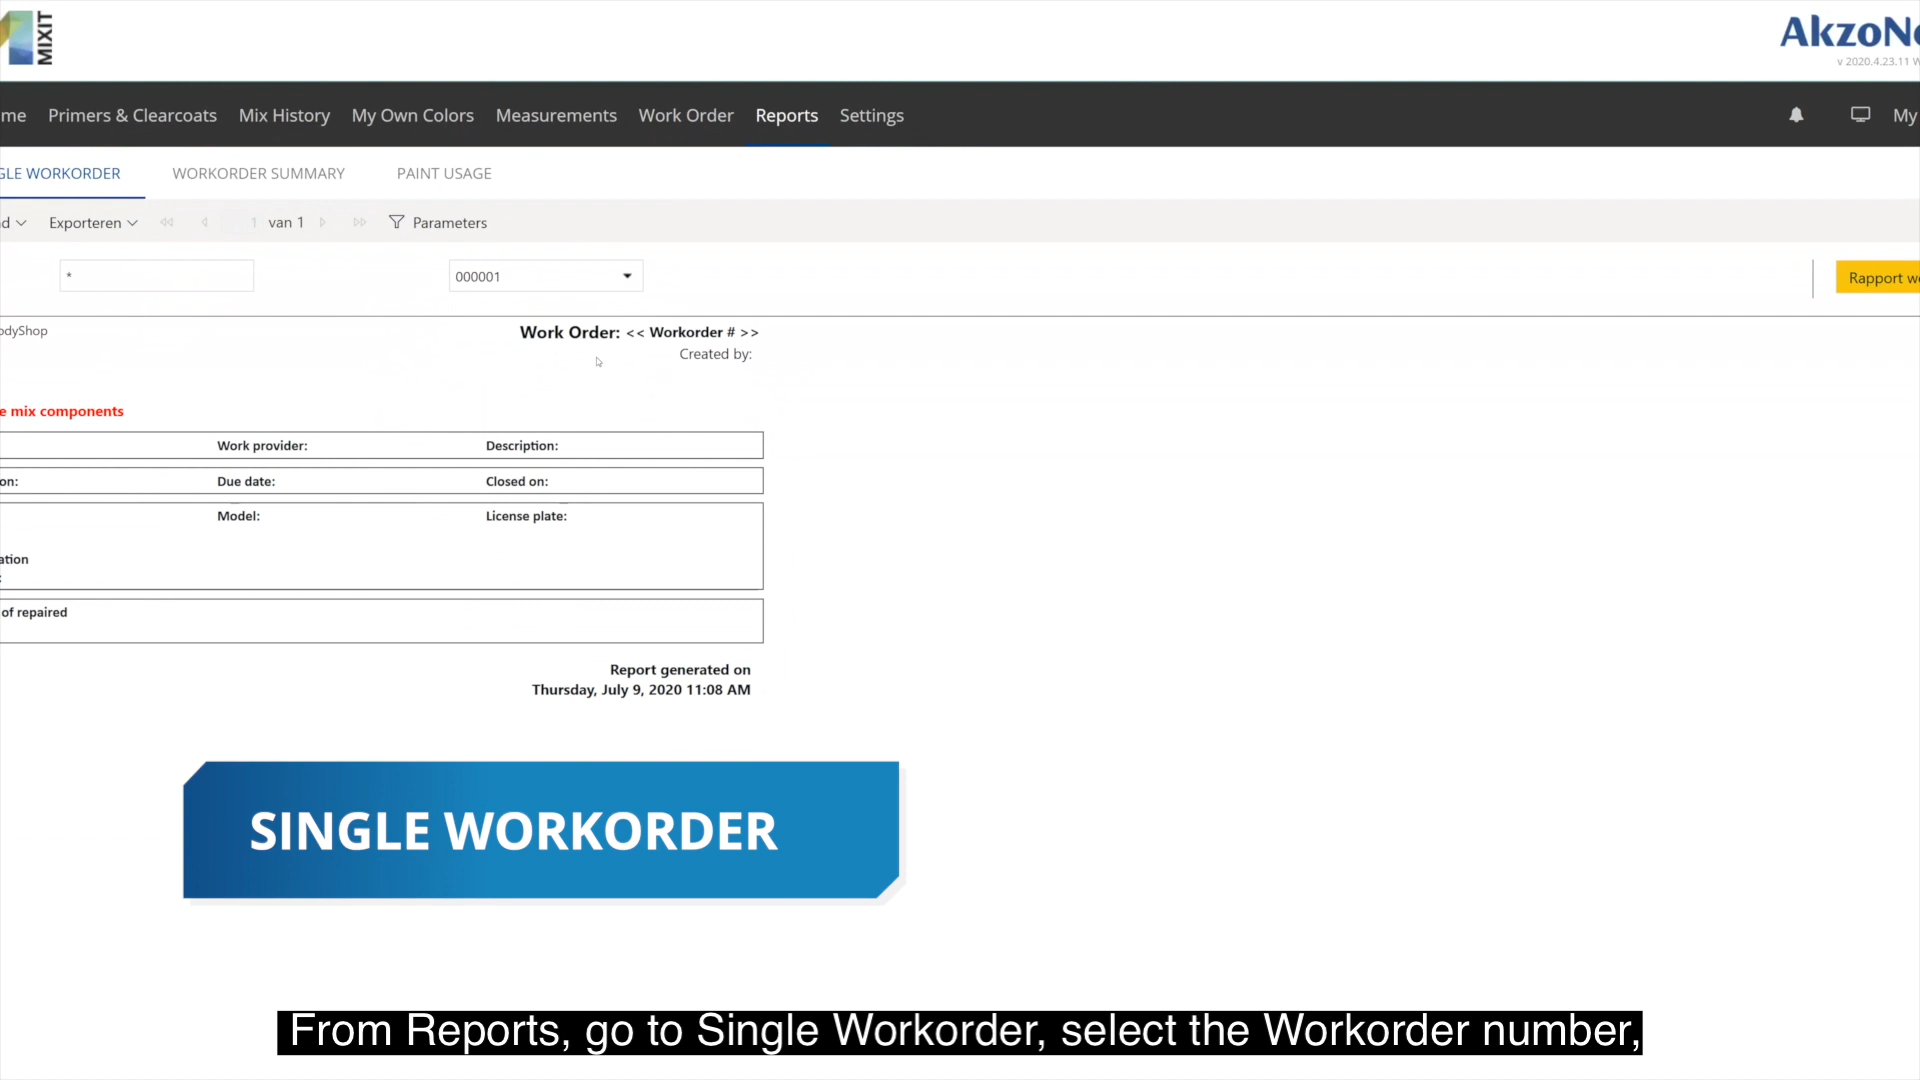 MIXIT
AkzoNo
v 2020.4.23.11 W
me Primers & Clearcoats Mix History My Own Colors Measurements Work Order Reports Settings My
GLE WORKORDER WORKORDER SUMMARY PAINT USAGE
d Exporteren 1 van 1 Parameters
* 000001 Rapport we
odyShop Work Order: << Workorder # >>
Created by:
e mix components
Work provider: Description:
on: Due date: Closed on:
Model: License plate:
ation
:
of repaired
Report generated on
Thursday, July 9, 2020 11:08 AM
SINGLE WORKORDER
From Reports, go to Single Workorder, select the Workorder number,